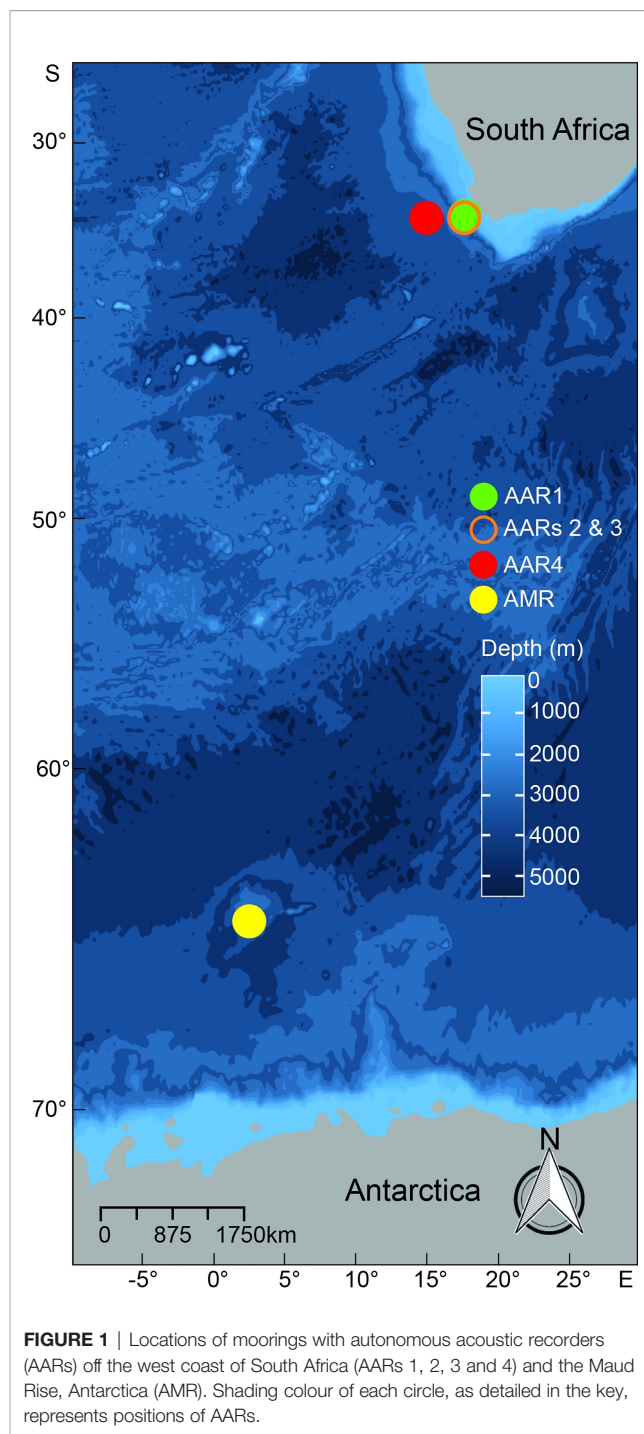 S
South Africa
30°
40°
50°
60°
70°
AAR1
AARs 2 & 3
AAR4
AMR
Depth (m)
0
1000
2000
3000
4000
5000
N
Antarctica
0 875 1750km
-5° 0° 5° 10° 15° 20° 25° E
FIGURE 1 | Locations of moorings with autonomous acoustic recorders
(AARs) off the west coast of South Africa (AARs 1, 2, 3 and 4) and the Maud
Rise, Antarctica (AMR). Shading colour of each circle, as detailed in the key,
represents positions of AARs.